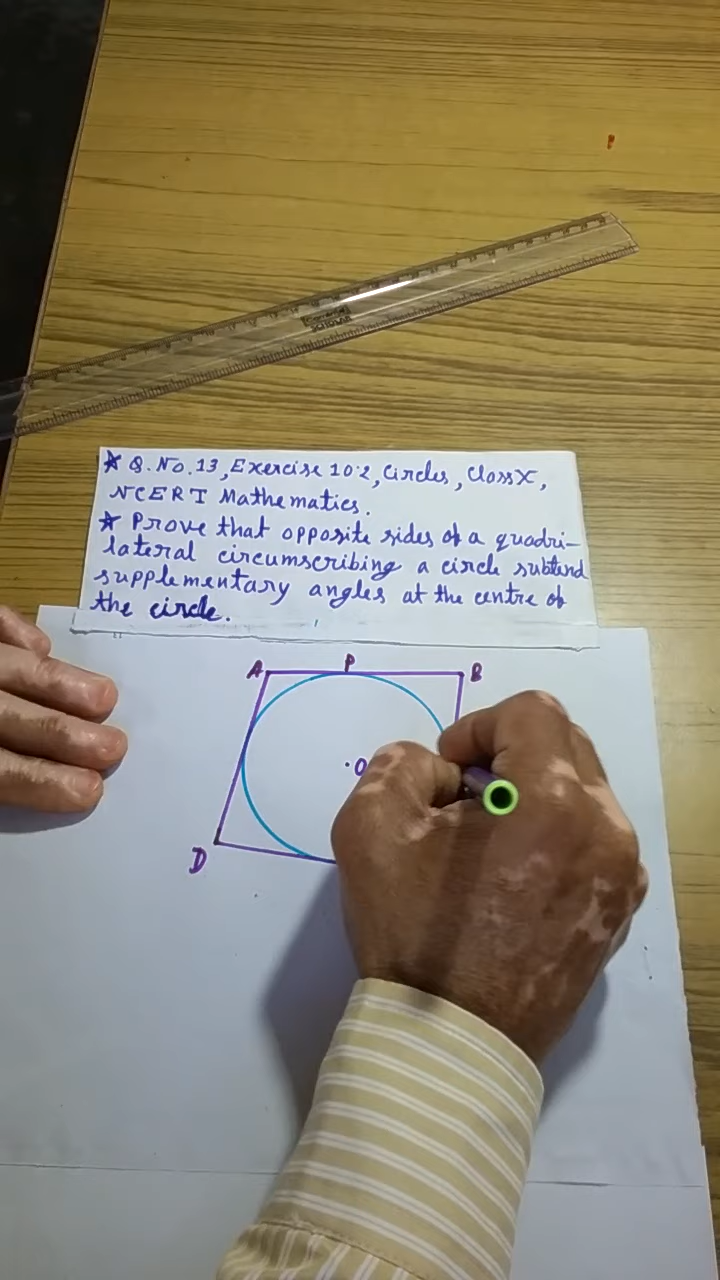 * Q. No. 13, Exercise 10.2, Circles, Class X,
NCERT Mathematics.
* Prove that opposite sides of a quadri-
lateral circumscribing a circle subtend
supplementary angles at the centre of
the circle.
A P B
O
D